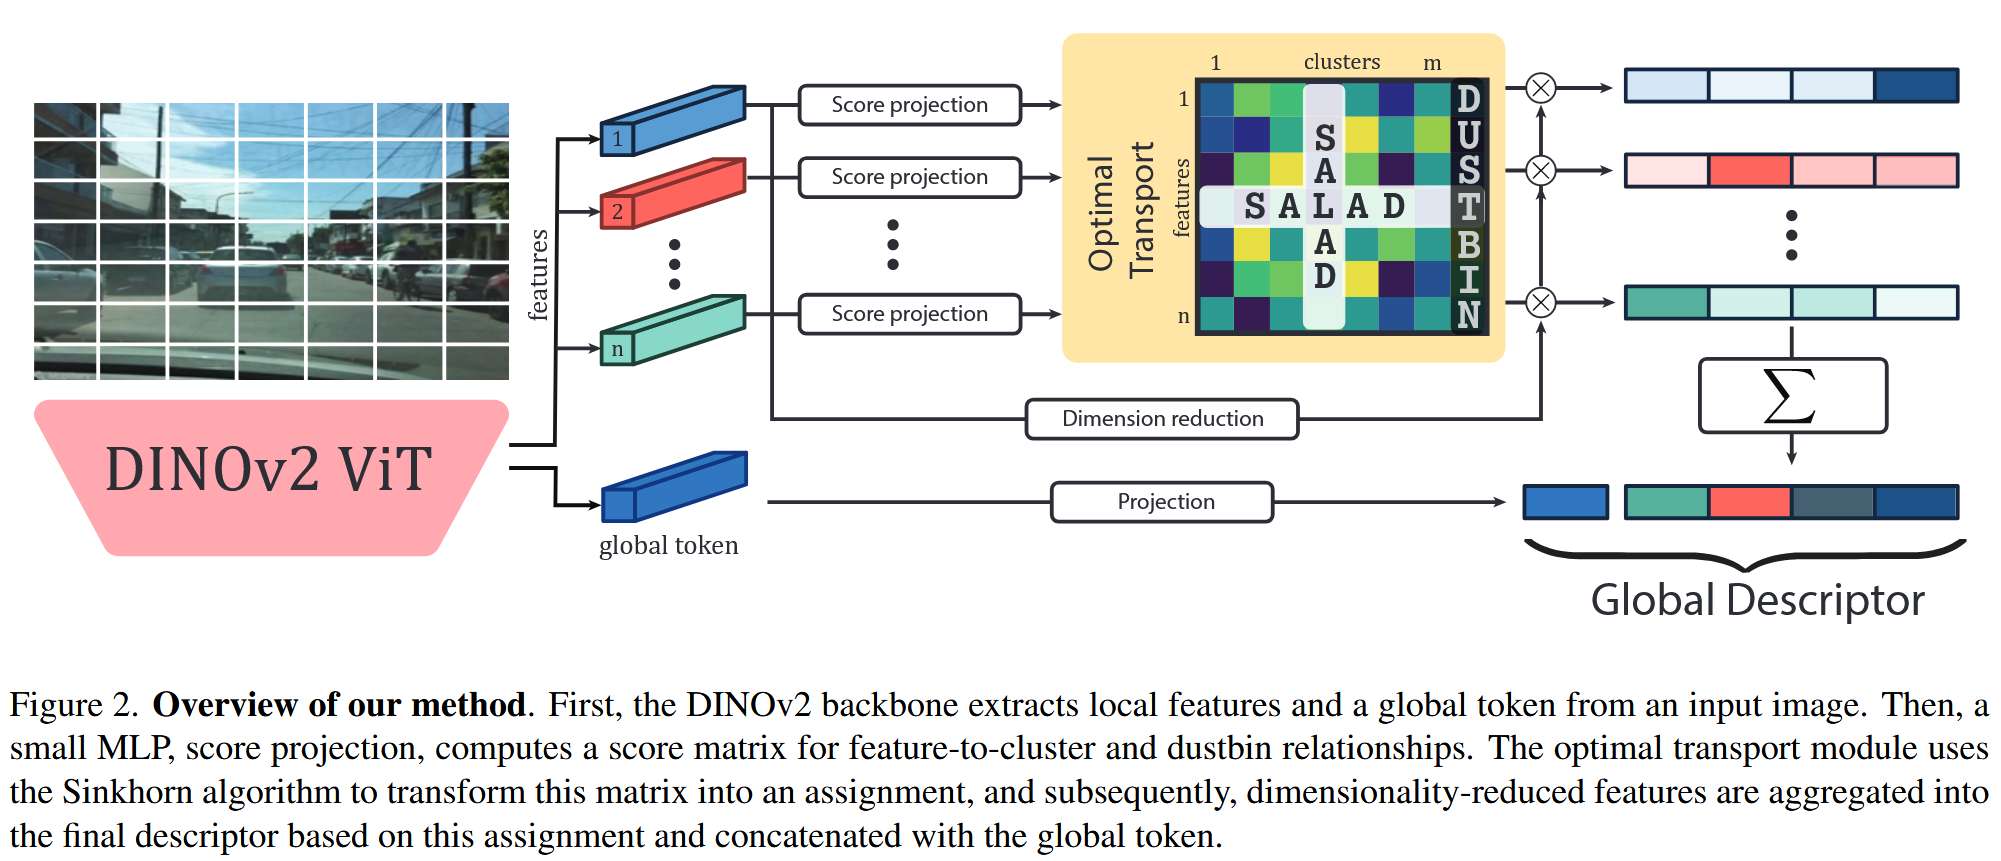 DINOv2 ViT
features
1
2
n
global token
Score projection
Score projection
Score projection
Optimal
Transport
1 clusters m
1
features
n
SALAD
SALAD
DUSTBIN
Dimension reduction
Projection
∑
Global Descriptor
Figure 2. Overview of our method. First, the DINOv2 backbone extracts local features and a global token from an input image. Then, a
small MLP, score projection, computes a score matrix for feature-to-cluster and dustbin relationships. The optimal transport module uses
the Sinkhorn algorithm to transform this matrix into an assignment, and subsequently, dimensionality-reduced features are aggregated into
the final descriptor based on this assignment and concatenated with the global token.